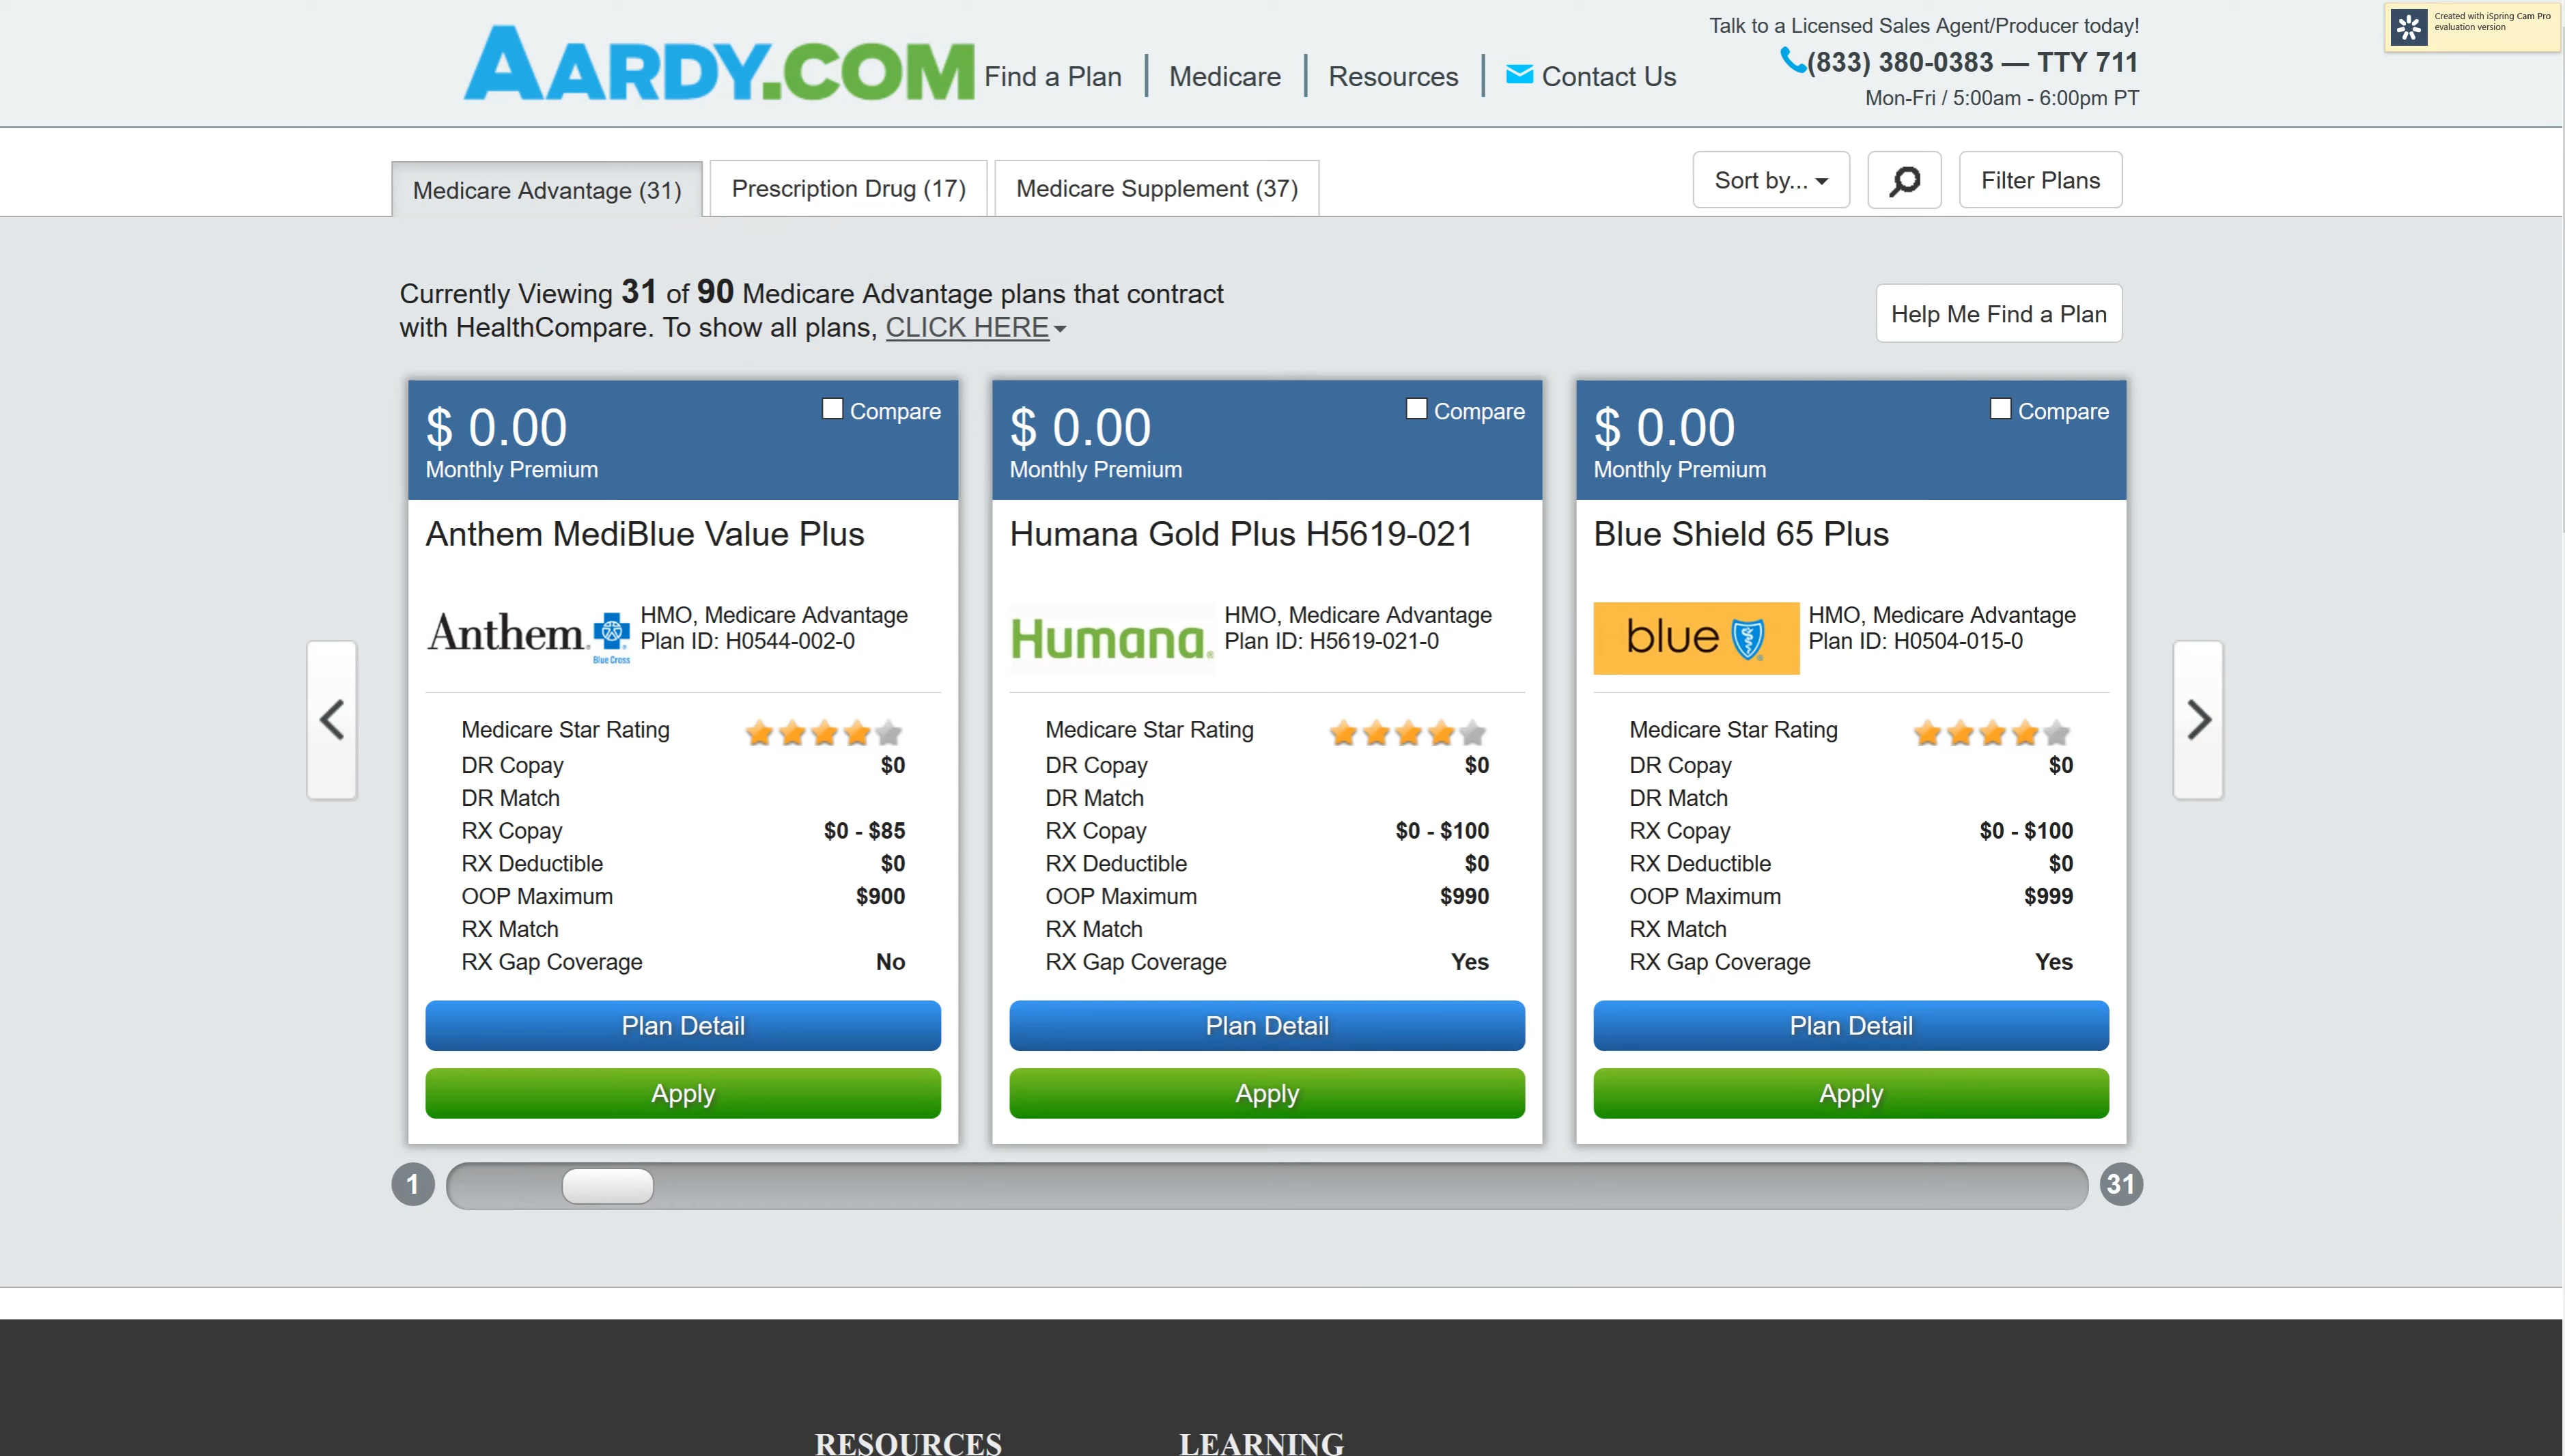 AARDY.COM
Find a Plan
Medicare
Resources
Contact Us
Talk to a Licensed Sales Agent/Producer today!
(833) 380-0383 — TTY 711
Mon-Fri / 5:00am - 6:00pm PT
Created with iSpring Cam Pro
evaluation version
Medicare Advantage (31)
Prescription Drug (17)
Medicare Supplement (37)
Sort by...
Filter Plans
Currently Viewing 31 of 90 Medicare Advantage plans that contract
with HealthCompare. To show all plans, CLICK HERE
Help Me Find a Plan
$ 0.00
Compare
Monthly Premium
Anthem MediBlue Value Plus
Anthem
Blue Cross
HMO, Medicare Advantage
Plan ID: H0544-002-0
Medicare Star Rating
DR Copay $0
DR Match
RX Copay $0 - $85
RX Deductible $0
OOP Maximum $900
RX Match
RX Gap Coverage No
Plan Detail
Apply
$ 0.00
Compare
Monthly Premium
Humana Gold Plus H5619-021
Humana
HMO, Medicare Advantage
Plan ID: H5619-021-0
Medicare Star Rating
DR Copay $0
DR Match
RX Copay $0 - $100
RX Deductible $0
OOP Maximum $990
RX Match
RX Gap Coverage Yes
Plan Detail
Apply
$ 0.00
Compare
Monthly Premium
Blue Shield 65 Plus
blue
HMO, Medicare Advantage
Plan ID: H0504-015-0
Medicare Star Rating
DR Copay $0
DR Match
RX Copay $0 - $100
RX Deductible $0
OOP Maximum $999
RX Match
RX Gap Coverage Yes
Plan Detail
Apply
1
31
RESOURCES
LEARNING